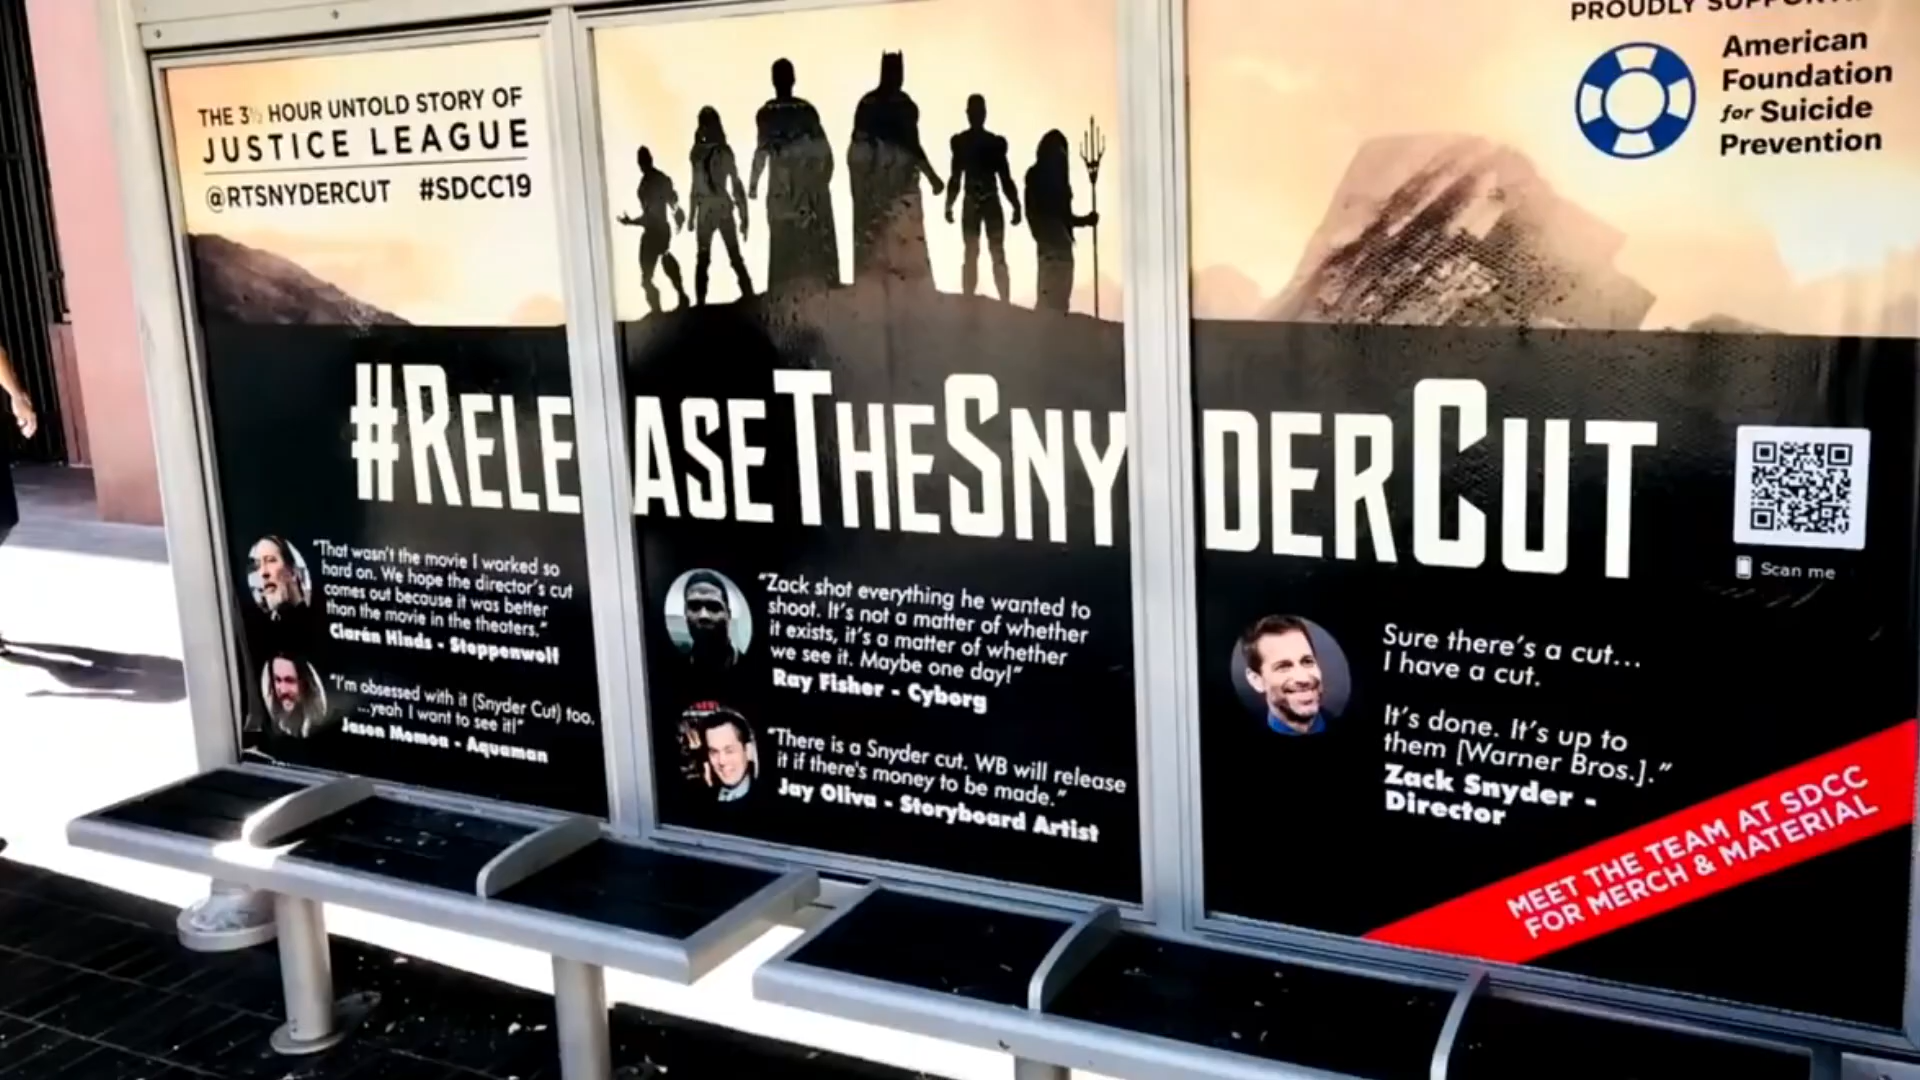 THE 3½ HOUR UNTOLD STORY OF
JUSTICE LEAGUE
@RTSNYDERCUT #SDCC19
PROUDLY
American
Foundation
for Suicide
Prevention
#RELEASETHESNYDERCUT
Scan me
"That wasn't the movie I worked so
hard on. We hope the director's cut
comes out because it was better
than the movie in the theaters."
Ciarán Hinds - Steppenwolf
"I'm obsessed with it (Snyder Cut) too.
...yeah I want to see it!"
Jason Momoa - Aquaman
"Zack shot everything he wanted to
shoot. It's not a matter of whether
it exists, it's a matter of whether
we see it. Maybe one day!"
Ray Fisher - Cyborg
"There is a Snyder cut. WB will release
it if there's money to be made."
Jay Oliva - Storyboard Artist
Sure there's a cut...
I have a cut.
It's done. It's up to
them [Warner Bros.]."
Zack Snyder -
Director
MEET THE TEAM AT SDCC
FOR MERCH & MATERIAL